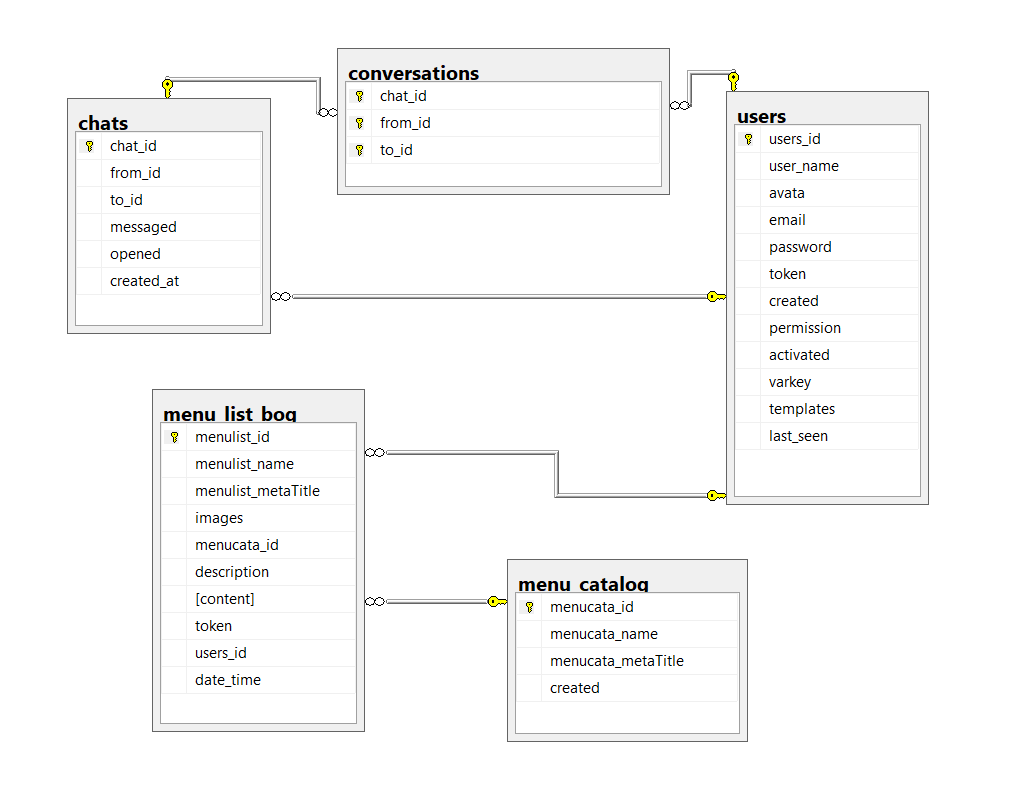 conversations
chat_id
from_id
to_id
chats
chat_id
from_id
to_id
messaged
opened
created_at
users
users_id
user_name
avata
email
password
token
created
permission
activated
varkey
templates
last_seen
menu_list_bog
menulist_id
menulist_name
menulist_metaTitle
images
menucata_id
description
[content]
token
users_id
date_time
menu_catalog
menucata_id
menucata_name
menucata_metaTitle
created